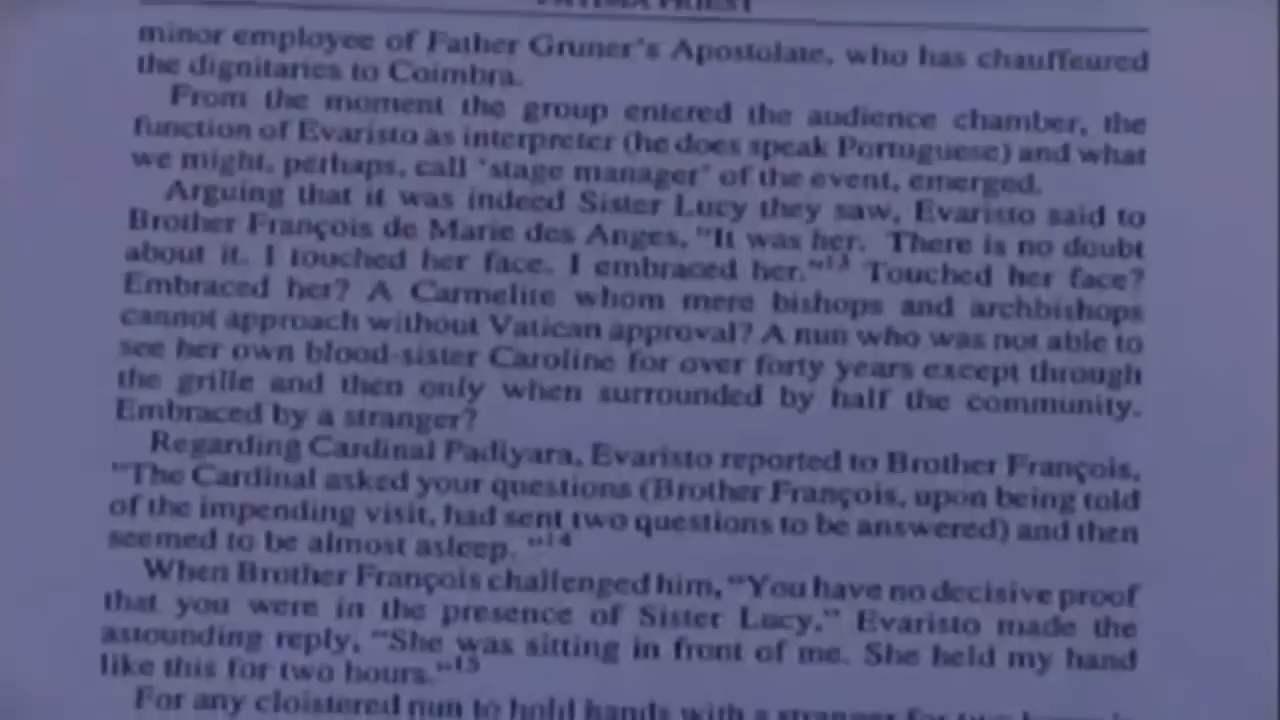 FATIMA PRIEST
minor employee of Father Gruner's Apostolate, who has chauffeured
the dignitaries to Coimbra.
From the moment the group entered the audience chamber, the
function of Evaristo as interpreter (he does speak Portuguese) and what
we might, perhaps, call "stage manager" of the event, emerged.
Arguing that it was indeed Sister Lucy they saw, Evaristo said to
Brother François de Marie des Anges, "It was her. There is no doubt
about it. I touched her face. I embraced her."13 Touched her face?
Embraced her? A Carmelite whom mere bishops and archbishops
cannot approach without Vatican approval? A nun who was not able to
see her own blood-sister Caroline for over forty years except through
the grille and then only when surrounded by half the community.
Embraced by a stranger?
Regarding Cardinal Padiyara, Evaristo reported to Brother François,
"The Cardinal asked your questions (Brother François, upon being told
of the impending visit, had sent two questions to be answered) and then
seemed to be almost asleep. "14
When Brother François challenged him, "You have no decisive proof
that you were in the presence of Sister Lucy," Evaristo made the
astounding reply, "She was sitting in front of me. She held my hand
like this for two hours."15
For any cloistered nun to hold hands with a stranger for two